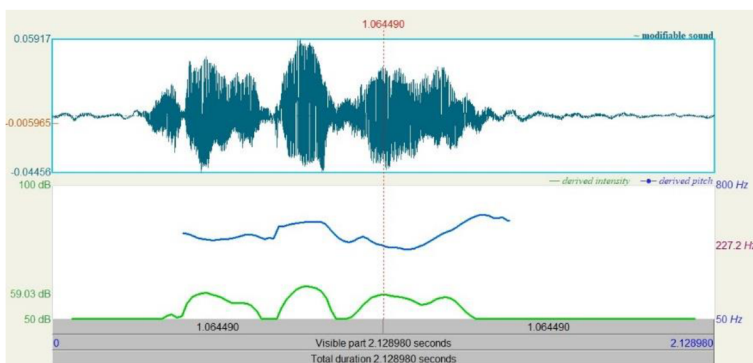 1.064490
0.05917
– modifiable sound
-0.005965
-0.04456
100 dB
— derived intensity
derived pitch
800 Hz
227.2 Hz
59.03 dB
50 dB
50 Hz
1.064490
1.064490
0
Visible part 2.128980 seconds
2.128980
Total duration 2.128980 seconds